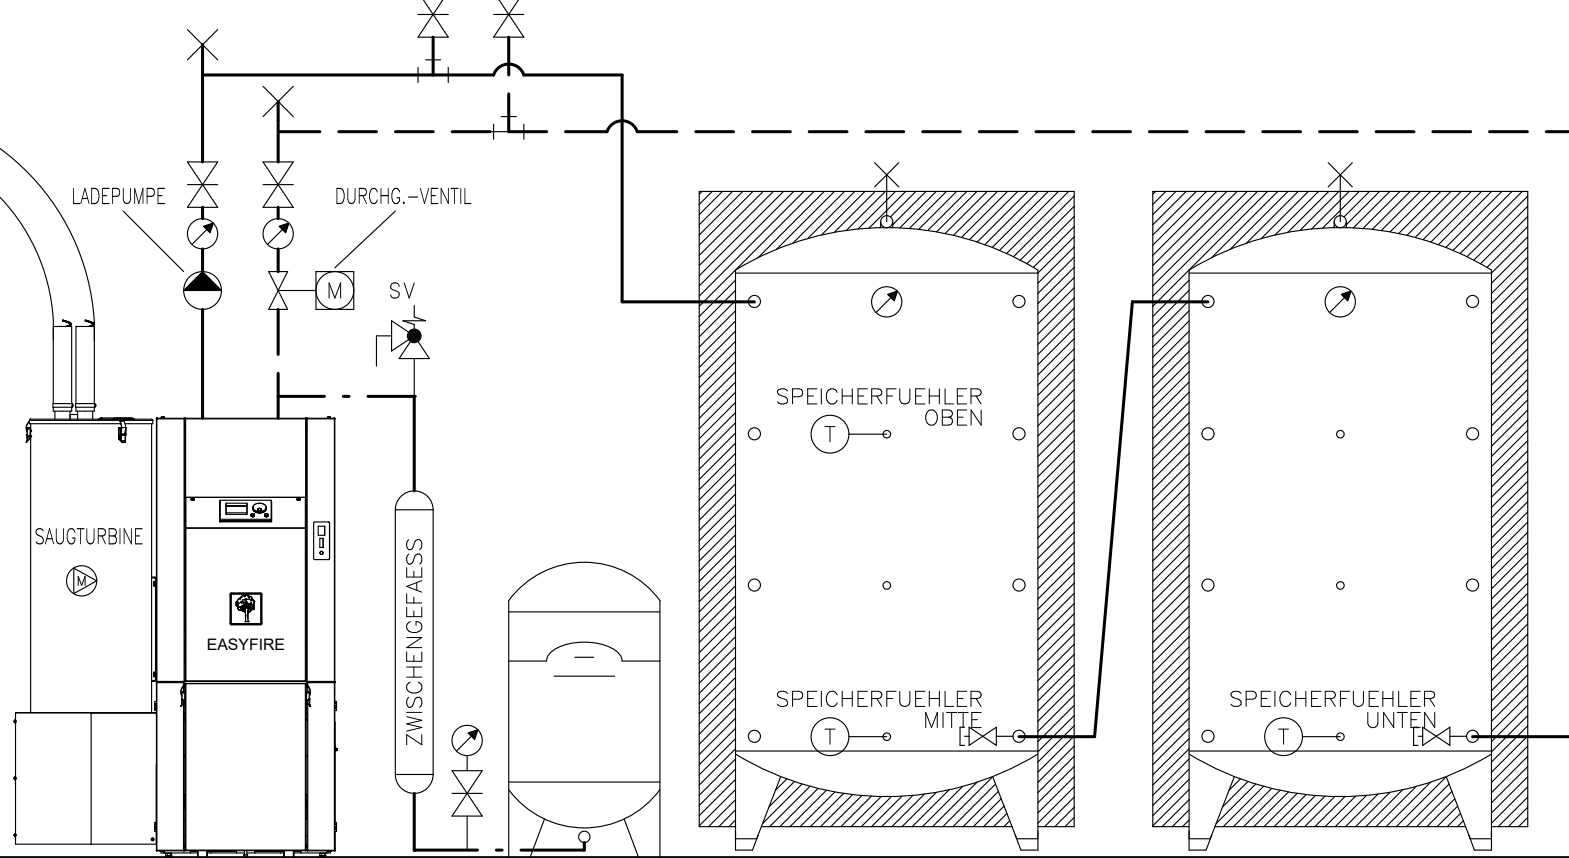 LADEPUMPE
DURCHG.-VENTIL
M
SV
SPEICHERFUEHLER
OBEN
T
SAUGTURBINE
M
EASYFIRE
ZWISCHENGEFAESS
SPEICHERFUEHLER
MITTE
T
SPEICHERFUEHLER
UNTEN
T